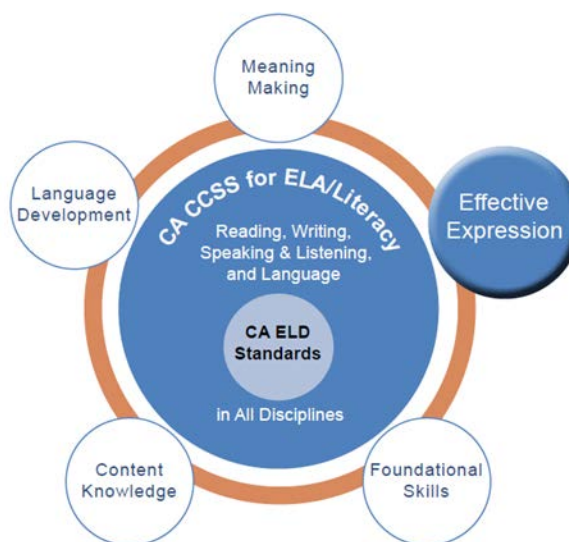 Meaning
Making
Language
Development
Effective
Expression
CA CCSS for ELA/Literacy
Reading, Writing,
Speaking & Listening,
and Language
CA ELD
Standards
in All Disciplines
Content
Knowledge
Foundational
Skills